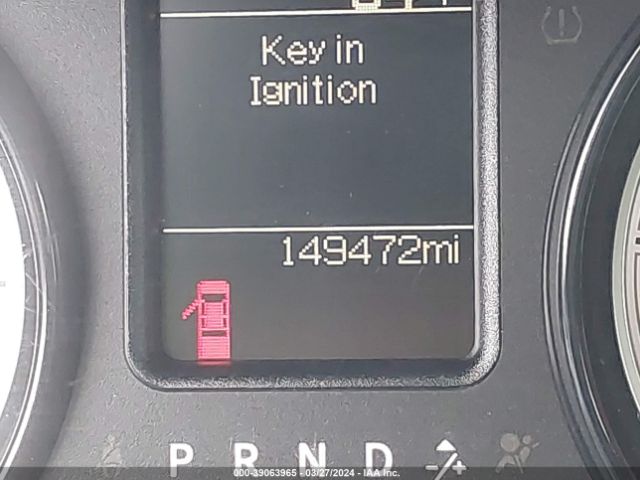 Key in
Ignition
149472mi
P R N D
000-39063965 - 03/27/2024 - IAA Inc.